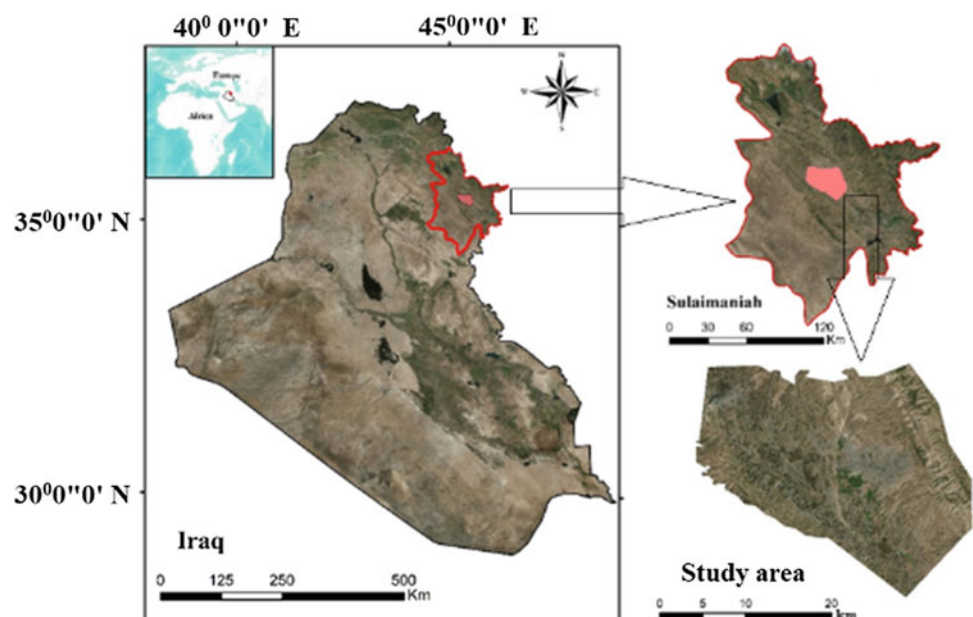 40⁰ 0"0' E
45⁰0"0' E
Europe
Africa
N
W
E
S
35⁰0"0' N
30⁰0"0' N
Iraq
0 125 250 500
Km
Sulaimaniah
0 30 60 120
Km
Study area
0 5 10 20
km